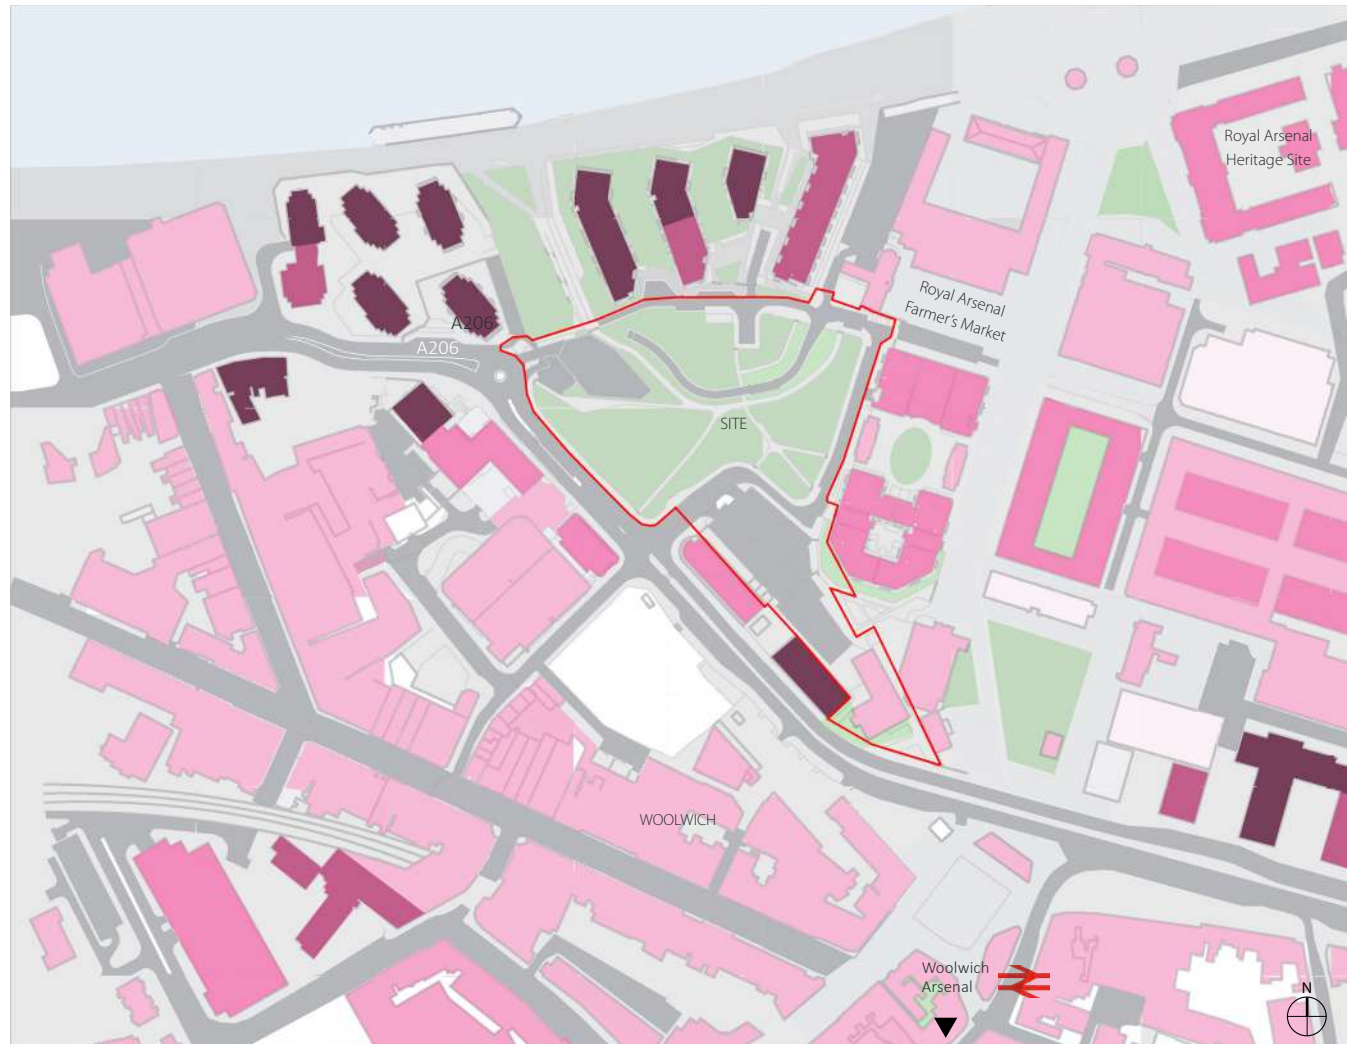 Royal Arsenal
Heritage Site
Royal Arsenal
Farmer's Market
A206
A206
SITE
WOOLWICH
Woolwich
Arsenal
N